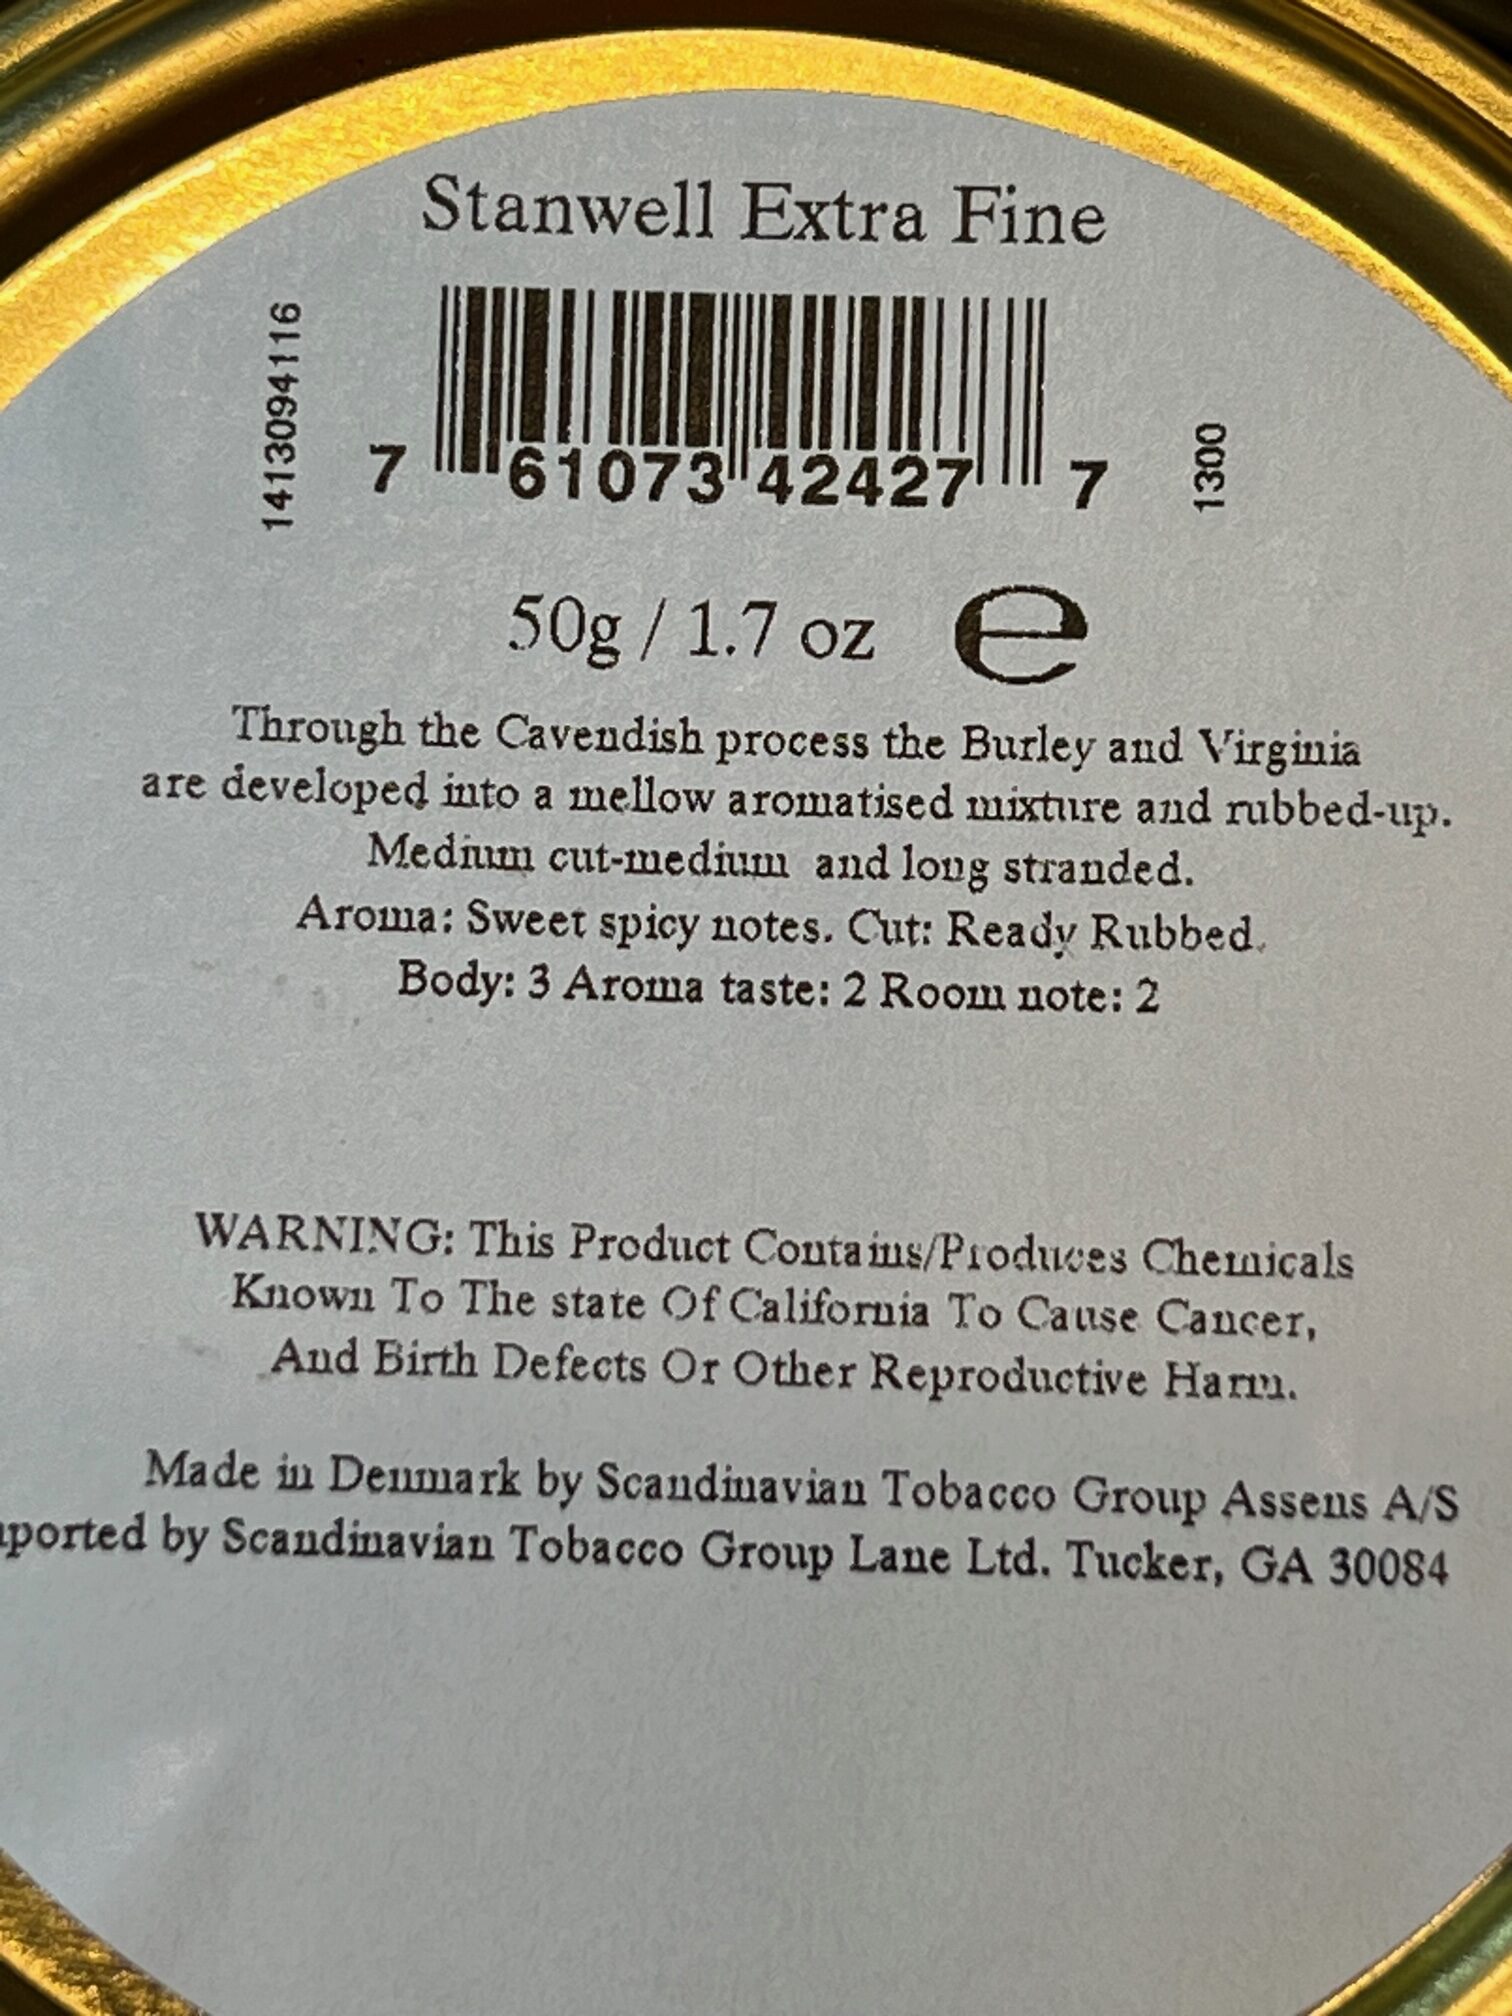 Stanwell Extra Fine
1413094116
7 61073 42427 7
1300
50g / 1.7 oz e
Through the Cavendish process the Burley and Virginia
are developed into a mellow aromatised mixture and rubbed-up.
Medium cut-medium and long stranded.
Aroma: Sweet spicy notes. Cut: Ready Rubbed.
Body: 3 Aroma taste: 2 Room note: 2
WARNING: This Product Contains/Produces Chemicals
Known To The state Of California To Cause Cancer,
And Birth Defects Or Other Reproductive Harm.
Made in Denmark by Scandinavian Tobacco Group Assens A/S
ported by Scandinavian Tobacco Group Lane Ltd. Tucker, GA 30084